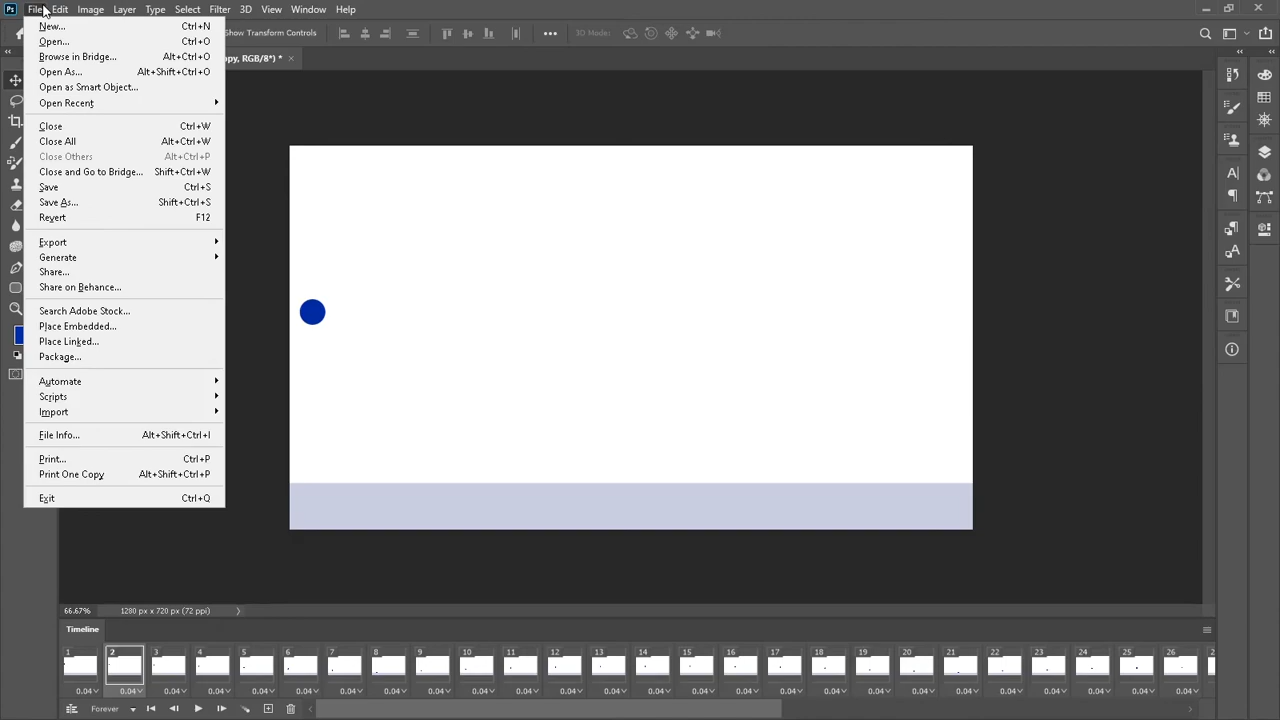 Ps File Edit Image Layer Type Select Filter 3D View Window Help
Show Transform Controls 3D Mode:
opy, RGB/8*) * ×
New... Ctrl+N
Open... Ctrl+O
Browse in Bridge... Alt+Ctrl+O
Open As... Alt+Shift+Ctrl+O
Open as Smart Object...
Open Recent
Close Ctrl+W
Close All Alt+Ctrl+W
Close Others Alt+Ctrl+P
Close and Go to Bridge... Shift+Ctrl+W
Save Ctrl+S
Save As... Shift+Ctrl+S
Revert F12
Export
Generate
Share...
Share on Behance...
Search Adobe Stock...
Place Embedded...
Place Linked...
Package...
Automate
Scripts
Import
File Info... Alt+Shift+Ctrl+I
Print... Ctrl+P
Print One Copy Alt+Shift+Ctrl+P
Exit Ctrl+Q
66.67% 1280 px x 720 px (72 ppi)
Timeline
1 2 3 4 5 6 7 8 9 10 11 12 13 14 15 16 17 18 19 20 21 22 23 24 25 26 2
0.04 0.04 0.04 0.04 0.04 0.04 0.04 0.04 0.04 0.04 0.04 0.04 0.04 0.04 0.04 0.04 0.04 0.04 0.04 0.04 0.04 0.04 0.04 0.04 0.04 0.04 0
Forever